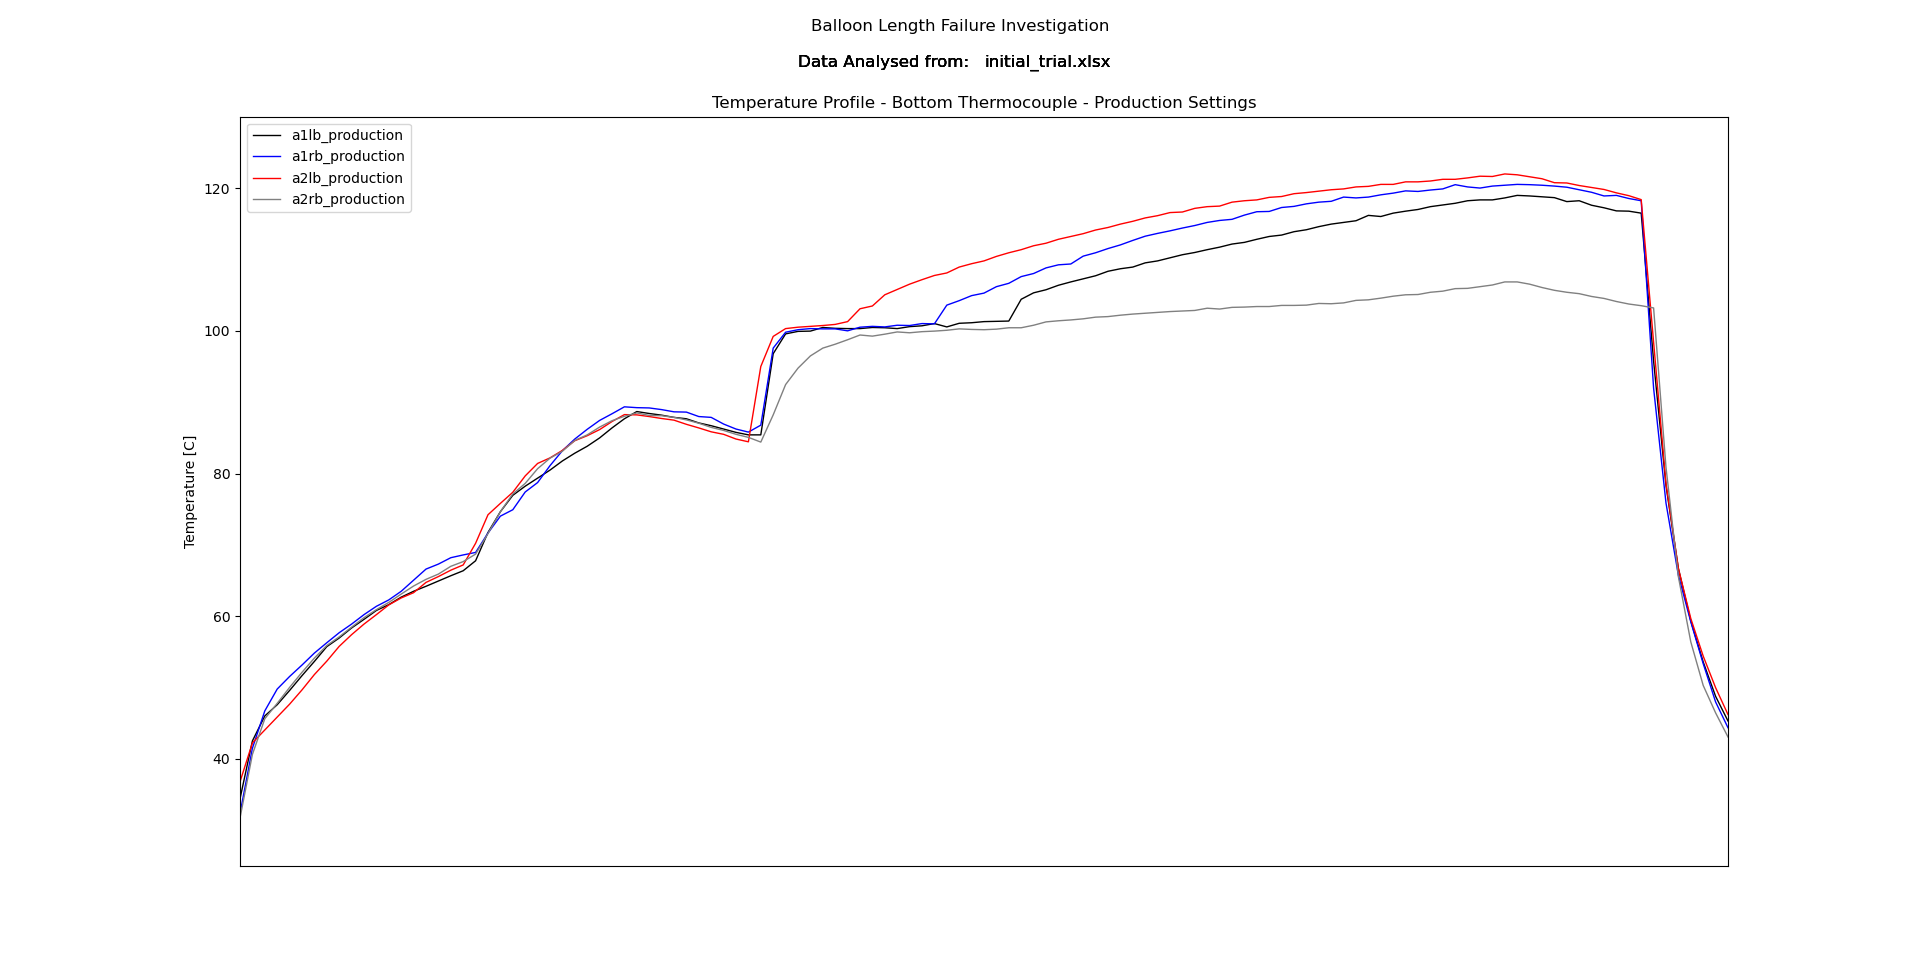 Balloon Length Failure Investigation
Data Analysed from: initial_trial.xlsx
Temperature Profile - Bottom Thermocouple - Production Settings
a1lb_production
a1rb_production
a2lb_production
a2rb_production
120
100
80
60
40
Temperature [C]